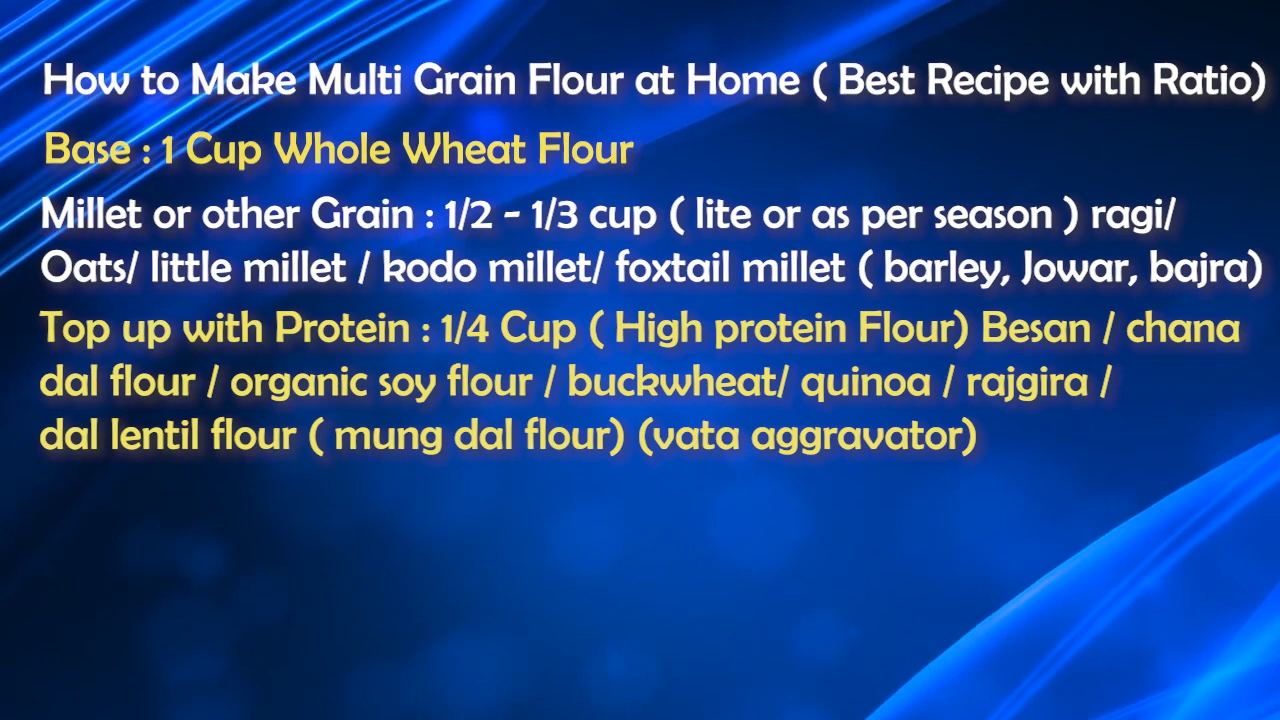 How to Make Multi Grain Flour at Home ( Best Recipe with Ratio)
Base : 1 Cup Whole Wheat Flour
Millet or other Grain : 1/2 - 1/3 cup ( lite or as per season ) ragi/
Oats/ little millet / kodo millet/ foxtail millet ( barley, Jowar, bajra)
Top up with Protein : 1/4 Cup ( High protein Flour) Besan / chana
dal flour / organic soy flour / buckwheat/ quinoa / rajgira /
dal lentil flour ( mung dal flour) (vata aggravator)